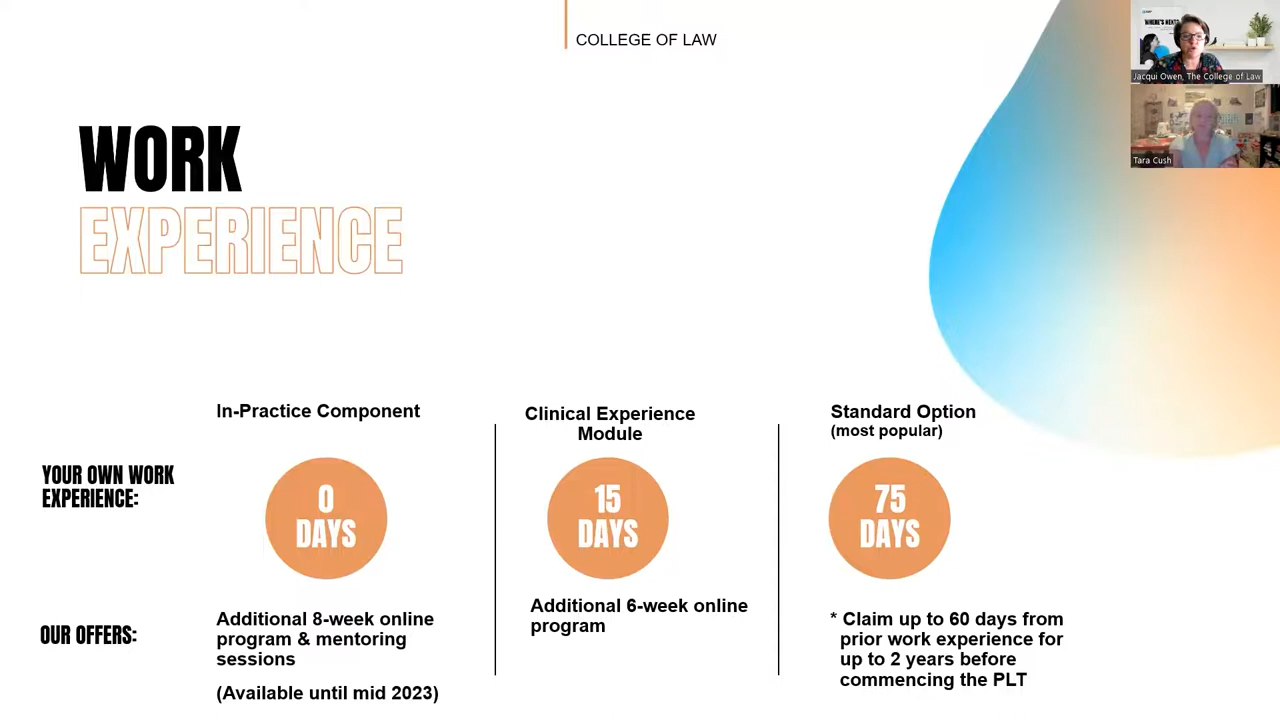 COLLEGE OF LAW
WHERE'S
Jacqui Owen, The College of Law
Tara Cush
WORK
EXPERIENCE
In-Practice Component
Clinical Experience
Module
Standard Option
(most popular)
YOUR OWN WORK
EXPERIENCE:
0
DAYS
15
DAYS
75
DAYS
OUR OFFERS:
Additional 8-week online
program & mentoring
sessions
(Available until mid 2023)
Additional 6-week online
program
* Claim up to 60 days from
prior work experience for
up to 2 years before
commencing the PLT